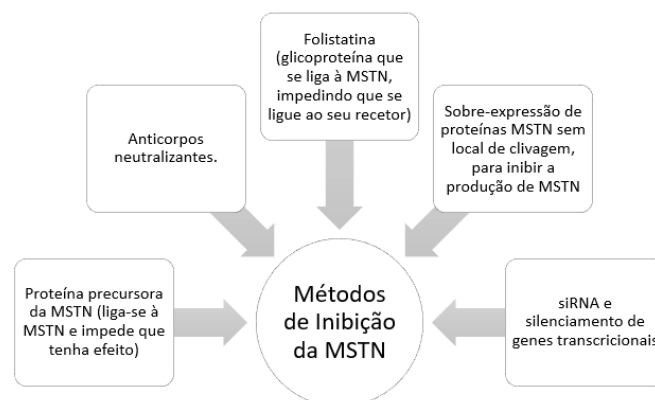 Folistatina
(glicoproteína que
se liga à MSTN,
impedindo que se
ligue ao seu recetor)
Anticorpos
neutralizantes.
Sobre-expressão de
proteínas MSTN sem
local de clivagem,
para inibir a
produção de MSTN
Proteína precursora
da MSTN (liga-se à
MSTN e impede que
tenha efeito)
Métodos
de Inibição
da MSTN
siRNA e
silenciamento de
genes transcricionais